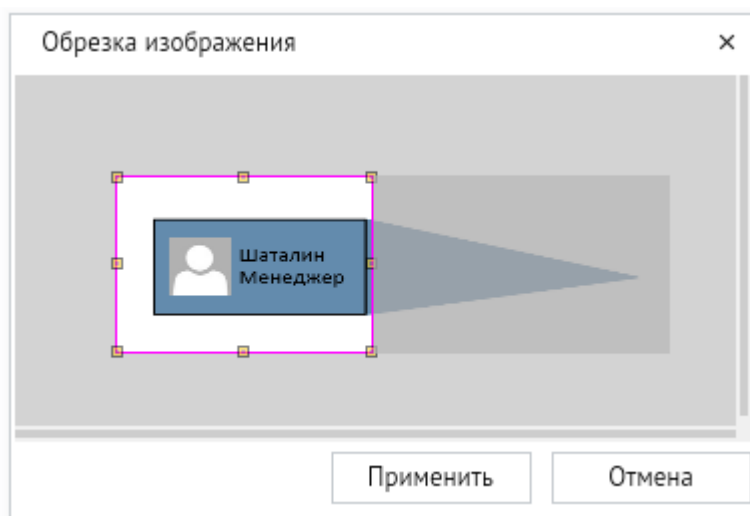 Обрезка изображения
Шаталин
Менеджер
Применить
Отмена